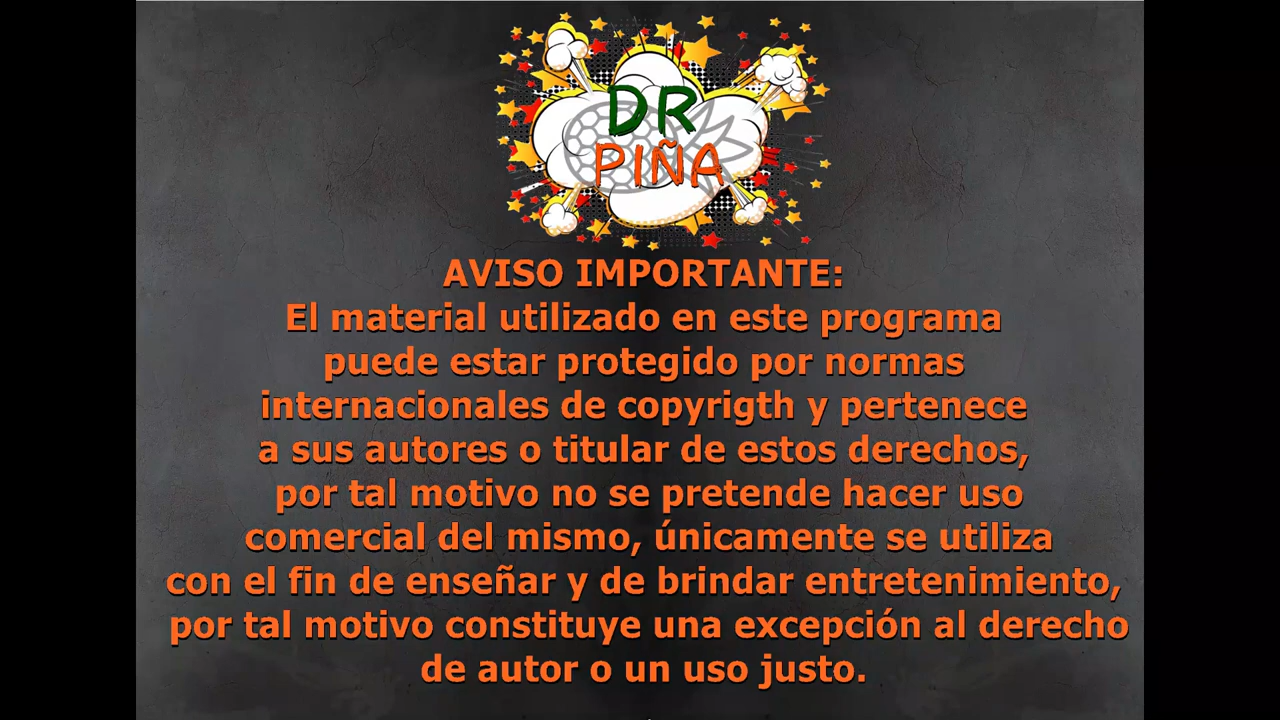 DR
PIÑA
AVISO IMPORTANTE:
El material utilizado en este programa
puede estar protegido por normas
internacionales de copyrigth y pertenece
a sus autores o titular de estos derechos,
por tal motivo no se pretende hacer uso
comercial del mismo, únicamente se utiliza
con el fin de enseñar y de brindar entretenimiento,
por tal motivo constituye una excepción al derecho
de autor o un uso justo.